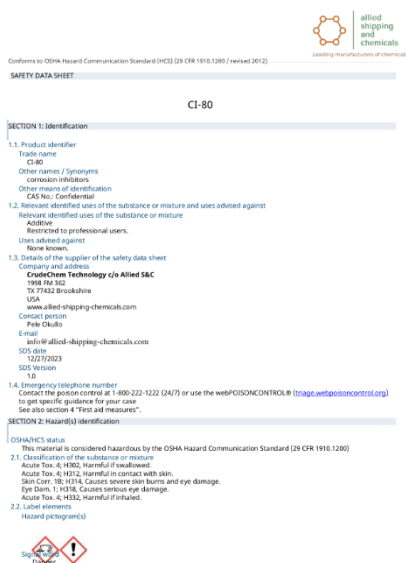 allied
shipping
and
chemicals
Leading manufacturers of chemicals
Conforms to OSHA Hazard Communication Standard (HCS) (29 CFR 1910.1200 / revised 2012)
SAFETY DATA SHEET
CI-80
SECTION 1: Identification
1.1. Product identifier
Trade name
CI-80
Other names / Synonyms
corrosion inhibitors
Other means of identification
CAS No.: Confidential
1.2. Relevant identified uses of the substance or mixture and uses advised against
Relevant identified uses of the substance or mixture
Additive
Restricted to professional users.
Uses advised against
None known.
1.3. Details of the supplier of the safety data sheet
Company and address
CrudeChem Technology c/o Allied S&C
1998 FM 362
TX 77432 Brookshire
USA
www.allied-shipping-chemicals.com
Contact person
Pele Okullo
E-mail
info@allied-shipping-chemicals.com
SDS date
12/27/2023
SDS Version
1.0
1.4. Emergency telephone number
Contact the poison control at 1-800-222-1222 (24/7) or use the webPOISONCONTROL® (triage.webpoisoncontrol.org)
to get specific guidance for your case
See also section 4 "First aid measures".
SECTION 2: Hazard(s) identification
OSHA/HCS status
This material is considered hazardous by the OSHA Hazard Communication Standard (29 CFR 1910.1200)
2.1. Classification of the substance or mixture
Acute Tox. 4; H302, Harmful if swallowed.
Acute Tox. 4; H312, Harmful in contact with skin.
Skin Corr. 1B; H314, Causes severe skin burns and eye damage.
Eye Dam. 1; H318, Causes serious eye damage.
Acute Tox. 4; H332, Harmful if inhaled.
2.2. Label elements
Hazard pictogram(s)
Signal word
Danger